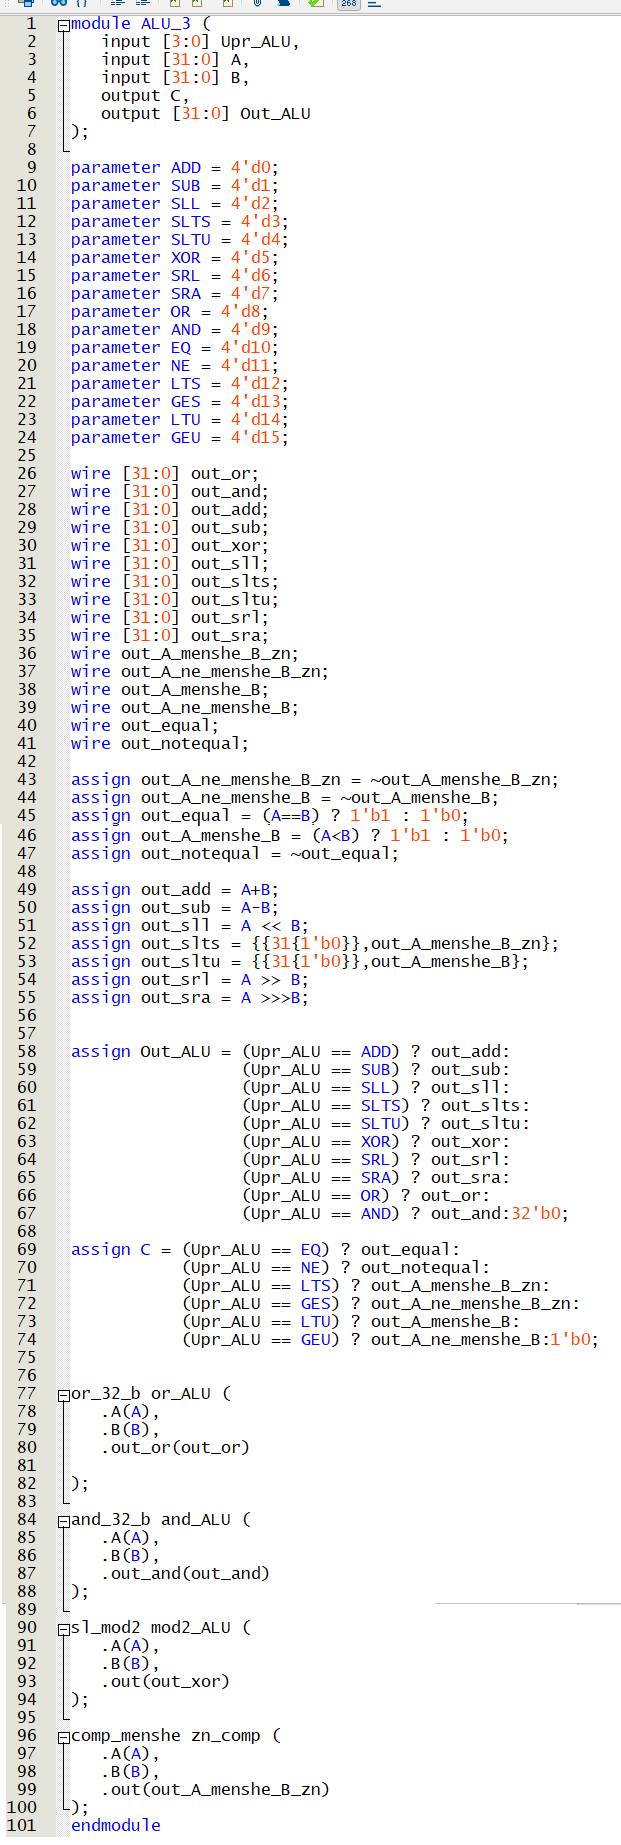 268
1 module ALU_3 (
2 input [3:0] Upr_ALU,
3 input [31:0] A,
4 input [31:0] B,
5 output C,
6 output [31:0] Out_ALU
7 );
8
9 parameter ADD = 4'd0;
10 parameter SUB = 4'd1;
11 parameter SLL = 4'd2;
12 parameter SLTS = 4'd3;
13 parameter SLTU = 4'd4;
14 parameter XOR = 4'd5;
15 parameter SRL = 4'd6;
16 parameter SRA = 4'd7;
17 parameter OR = 4'd8;
18 parameter AND = 4'd9;
19 parameter EQ = 4'd10;
20 parameter NE = 4'd11;
21 parameter LTS = 4'd12;
22 parameter GES = 4'd13;
23 parameter LTU = 4'd14;
24 parameter GEU = 4'd15;
25
26 wire [31:0] out_or;
27 wire [31:0] out_and;
28 wire [31:0] out_add;
29 wire [31:0] out_sub;
30 wire [31:0] out_xor;
31 wire [31:0] out_sll;
32 wire [31:0] out_slts;
33 wire [31:0] out_sltu;
34 wire [31:0] out_srl;
35 wire [31:0] out_sra;
36 wire out_A_menshe_B_zn;
37 wire out_A_ne_menshe_B_zn;
38 wire out_A_menshe_B;
39 wire out_A_ne_menshe_B;
40 wire out_equal;
41 wire out_notequal;
42
43 assign out_A_ne_menshe_B_zn = ~out_A_menshe_B_zn;
44 assign out_A_ne_menshe_B = ~out_A_menshe_B;
45 assign out_equal = (A==B) ? 1'b1 : 1'b0;
46 assign out_A_menshe_B = (A<B) ? 1'b1 : 1'b0;
47 assign out_notequal = ~out_equal;
48
49 assign out_add = A+B;
50 assign out_sub = A-B;
51 assign out_sll = A << B;
52 assign out_slts = {{31{1'b0}},out_A_menshe_B_zn};
53 assign out_sltu = {{31{1'b0}},out_A_menshe_B};
54 assign out_srl = A >> B;
55 assign out_sra = A >>>B;
56
57
58 assign Out_ALU = (Upr_ALU == ADD) ? out_add:
59 (Upr_ALU == SUB) ? out_sub:
60 (Upr_ALU == SLL) ? out_sll:
61 (Upr_ALU == SLTS) ? out_slts:
62 (Upr_ALU == SLTU) ? out_sltu:
63 (Upr_ALU == XOR) ? out_xor:
64 (Upr_ALU == SRL) ? out_srl:
65 (Upr_ALU == SRA) ? out_sra:
66 (Upr_ALU == OR) ? out_or:
67 (Upr_ALU == AND) ? out_and:32'b0;
68
69 assign C = (Upr_ALU == EQ) ? out_equal:
70 (Upr_ALU == NE) ? out_notequal:
71 (Upr_ALU == LTS) ? out_A_menshe_B_zn:
72 (Upr_ALU == GES) ? out_A_ne_menshe_B_zn:
73 (Upr_ALU == LTU) ? out_A_menshe_B:
74 (Upr_ALU == GEU) ? out_A_ne_menshe_B:1'b0;
75
76
77 or_32_b or_ALU (
78 .A(A),
79 .B(B),
80 .out_or(out_or)
81
82 );
83
84 and_32_b and_ALU (
85 .A(A),
86 .B(B),
87 .out_and(out_and)
88 );
89
90 sl_mod2 mod2_ALU (
91 .A(A),
92 .B(B),
93 .out(out_xor)
94 );
95
96 comp_menshe zn_comp (
97 .A(A),
98 .B(B),
99 .out(out_A_menshe_B_zn)
100 );
101 endmodule